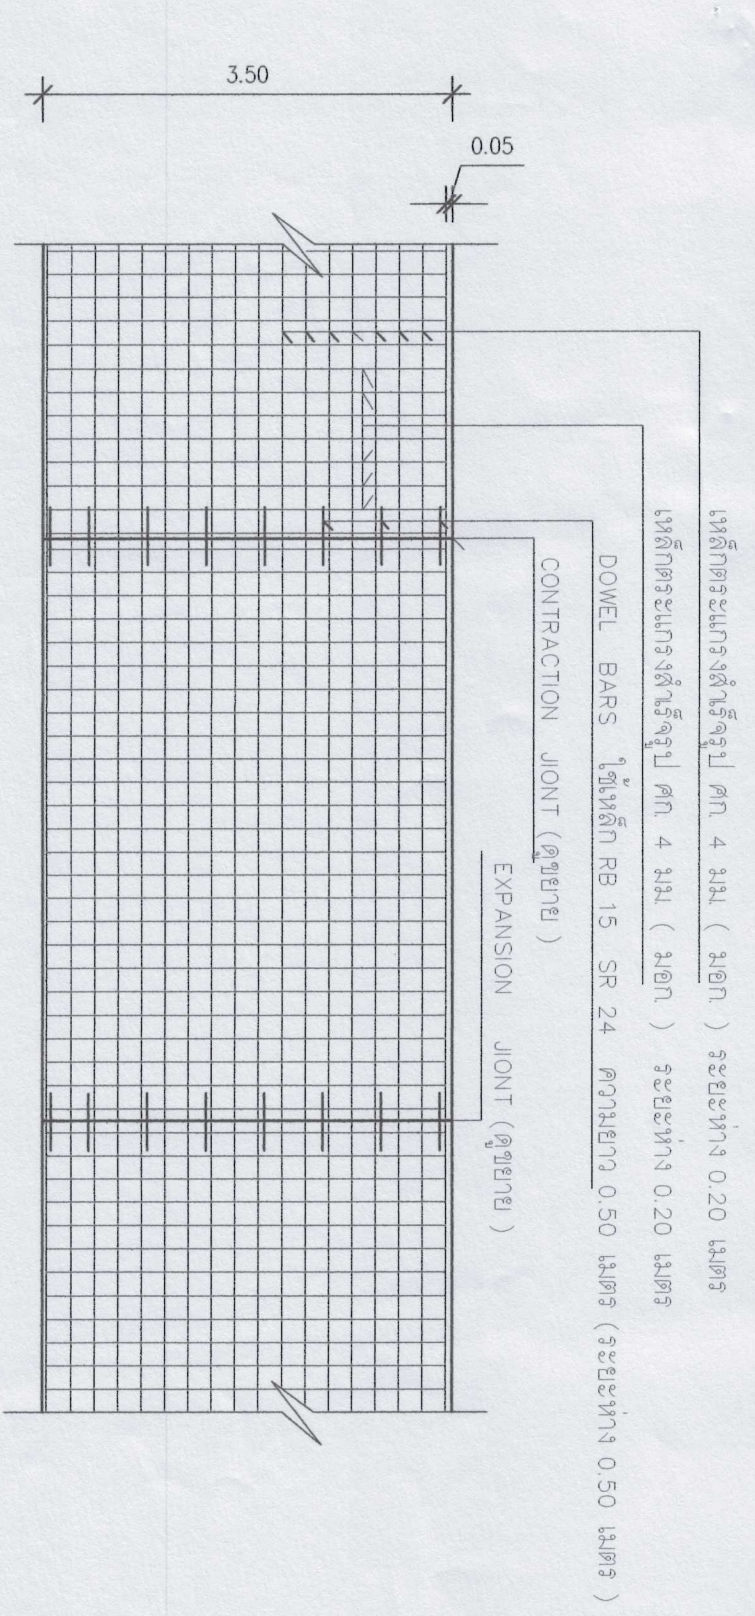 3.50
0.05
เหล็กตระแกรงสำเร็จรูป ศก. 4 มม. ( มอก. ) ระยะห่าง 0.20 เมตร
เหล็กตระแกรงสำเร็จรูป ศก. 4 มม. ( มอก. ) ระยะห่าง 0.20 เมตร
DOWEL BARS ใช้เหล็ก RB 15 SR 24 ความยาว 0.50 เมตร (ระยะห่าง 0.50 เมตร )
CONTRACTION JIONT (ดูขยาย )
EXPANSION JIONT (ดูขยาย )